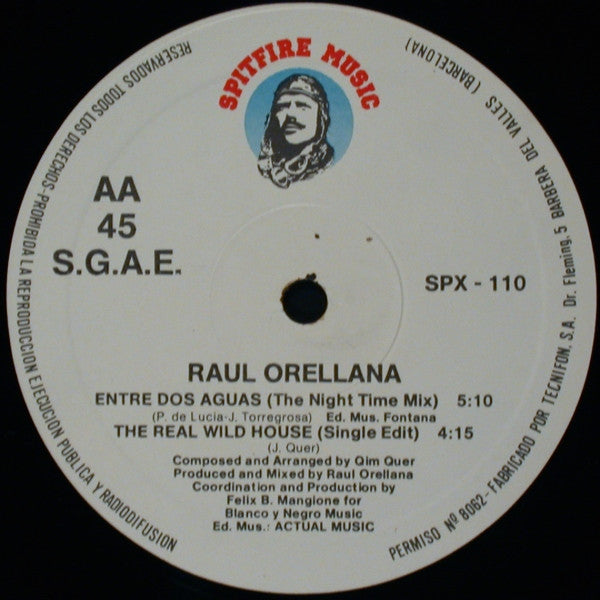 SPITFIRE MUSIC
RESERVADOS TODOS LOS DERECHOS-PROHIBIDA LA REPRODUCCION EJECUCION PUBLICA Y RADIODIFUSION
AA
45
S.G.A.E.
SPX - 110
RAUL ORELLANA
ENTRE DOS AGUAS (The Night Time Mix) 5:10
(P. de Lucia-J. Torregrosa) Ed. Mus. Fontana
THE REAL WILD HOUSE (Single Edit) 4:15
(J. Quer)
Composed and Arranged by Qim Quer
Produced and Mixed by Raul Orellana
Coordination and Production by
Felix B. Mangione for
Blanco y Negro Music
Ed. Mus.: ACTUAL MUSIC
PERMISO Nº 8062-FABRICADO POR TECNIFON, S.A. Dr. Fleming, 5 BARBERA DEL VALLES (BARCELONA)